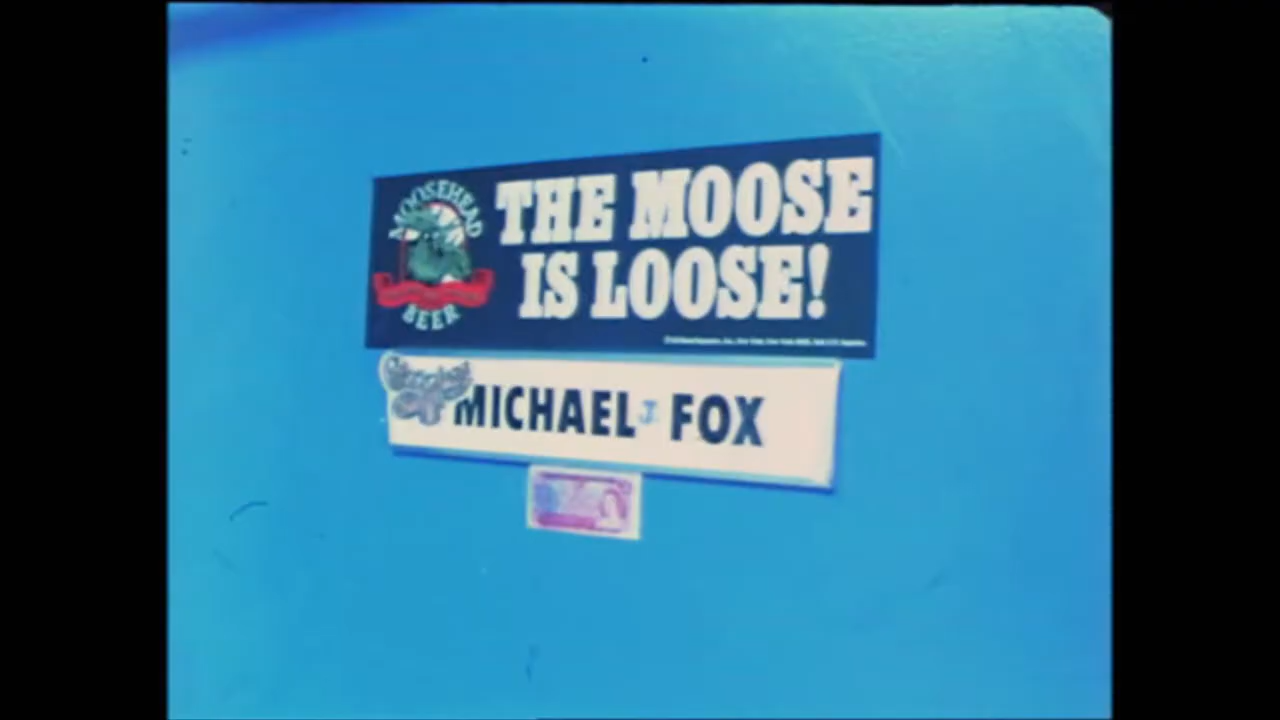 MOOSEHEAD
BEER
THE MOOSE
IS LOOSE!
MICHAEL J. FOX